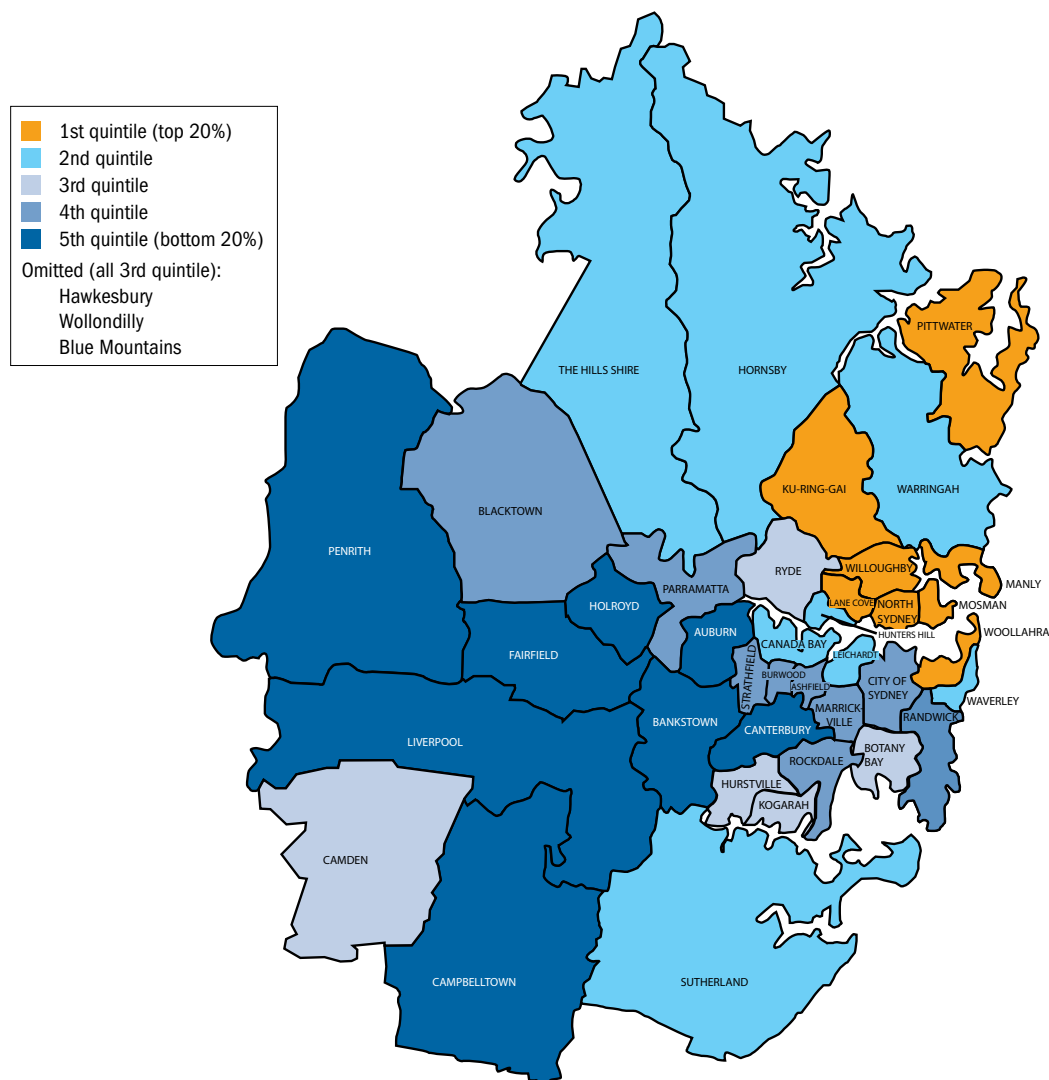 1st quintile (top 20%)
2nd quintile
3rd quintile
4th quintile
5th quintile (bottom 20%)
Omitted (all 3rd quintile):
Hawkesbury
Wollondilly
Blue Mountains
PITTWATER
THE HILLS SHIRE
HORNSBY
KU-RING-GAI
WARRINGAH
BLACKTOWN
PENRITH
RYDE
WILLOUGHBY
MANLY
PARRAMATTA
HOLROYD
LANE COVE
NORTH
SYDNEY
MOSMAN
AUBURN
HUNTERS HILL
WOOLLAHRA
CANADA BAY
FAIRFIELD
LEICHARDT
STRATHFIELD
BURWOOD
ASHFIELD
CITY OF
SYDNEY
WAVERLEY
MARRICK-
VILLE
RANDWICK
BANKSTOWN
CANTERBURY
LIVERPOOL
BOTANY
BAY
ROCKDALE
HURSTVILLE
KOGARAH
CAMDEN
CAMPBELLTOWN
SUTHERLAND